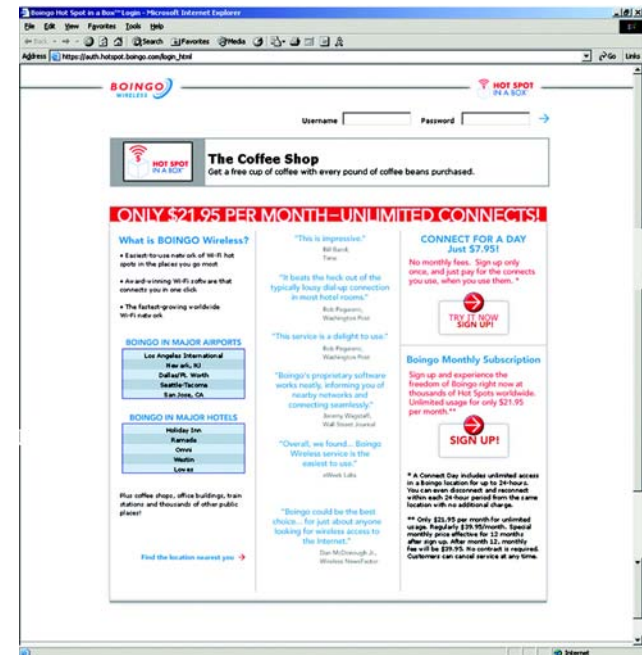 Boingo Hot Spot in a Box™ Login - Microsoft Internet Explorer
File Edit View Favorites Tools Help
Back Search Favorites Media
Address https://auth.hotspot.boingo.com/login_html Go Links
BOINGO
WIRELESS
HOT SPOT
IN A BOX
Username Password
HOT SPOT
IN A BOX
The Coffee Shop
Get a free cup of coffee with every pound of coffee beans purchased.
ONLY $21.95 PER MONTH–UNLIMITED CONNECTS!
What is BOINGO Wireless?
• Easiest-to-use network of Wi-Fi hot
spots in the places you go most
• Award-winning Wi-Fi software that
connects you in one click
• The fastest-growing worldwide
Wi-Fi network
BOINGO IN MAJOR AIRPORTS
Los Angeles International
Newark, NJ
Dallas/Ft. Worth
Seattle-Tacoma
San Jose, CA
BOINGO IN MAJOR HOTELS
Holiday Inn
Ramada
Omni
Westin
Loews
Plus coffee shops, office buildings, train
stations and thousands of other public
places!
Find the location nearest you
"This is impressive."
Bill Baird,
Time
"It beats the heck out of the
typically lousy dial-up connection
in most hotel rooms."
Rob Pegoraro,
Washington Post
"This service is a delight to use."
Rob Pegoraro,
Washington Post
"Boingo's proprietary software
works neatly, informing you of
nearby networks and
connecting seamlessly."
Jeremy Wagstaff,
Wall Street Journal
"Overall, we found... Boingo
Wireless service is the
easiest to use."
eWeek Labs
"Boingo could be the best
choice... for just about anyone
looking for wireless access to
the Internet."
Dan McDonough Jr.,
Wireless NewsFactor
CONNECT FOR A DAY
Just $7.95!
No monthly fees. Sign up only
once, and just pay for the connects
you use, when you use them. *
TRY IT NOW
SIGN UP!
Boingo Monthly Subscription
Sign up and experience the
freedom of Boingo right now at
thousands of Hot Spots worldwide.
Unlimited usage for only $21.95
per month.**
SIGN UP!
* A Connect Day includes unlimited access
in a Boingo location for up to 24-hours.
You can even disconnect and reconnect
within each 24 hour period from the same
location with no additional charge.
** Only $21.95 per month for unlimited
usage. Regularly $39.95/month. Special
monthly price effective for 12 months
after sign up. After month 12, monthly
fee will be $39.95. No contract is required.
Customers can cancel service at any time.
Internet